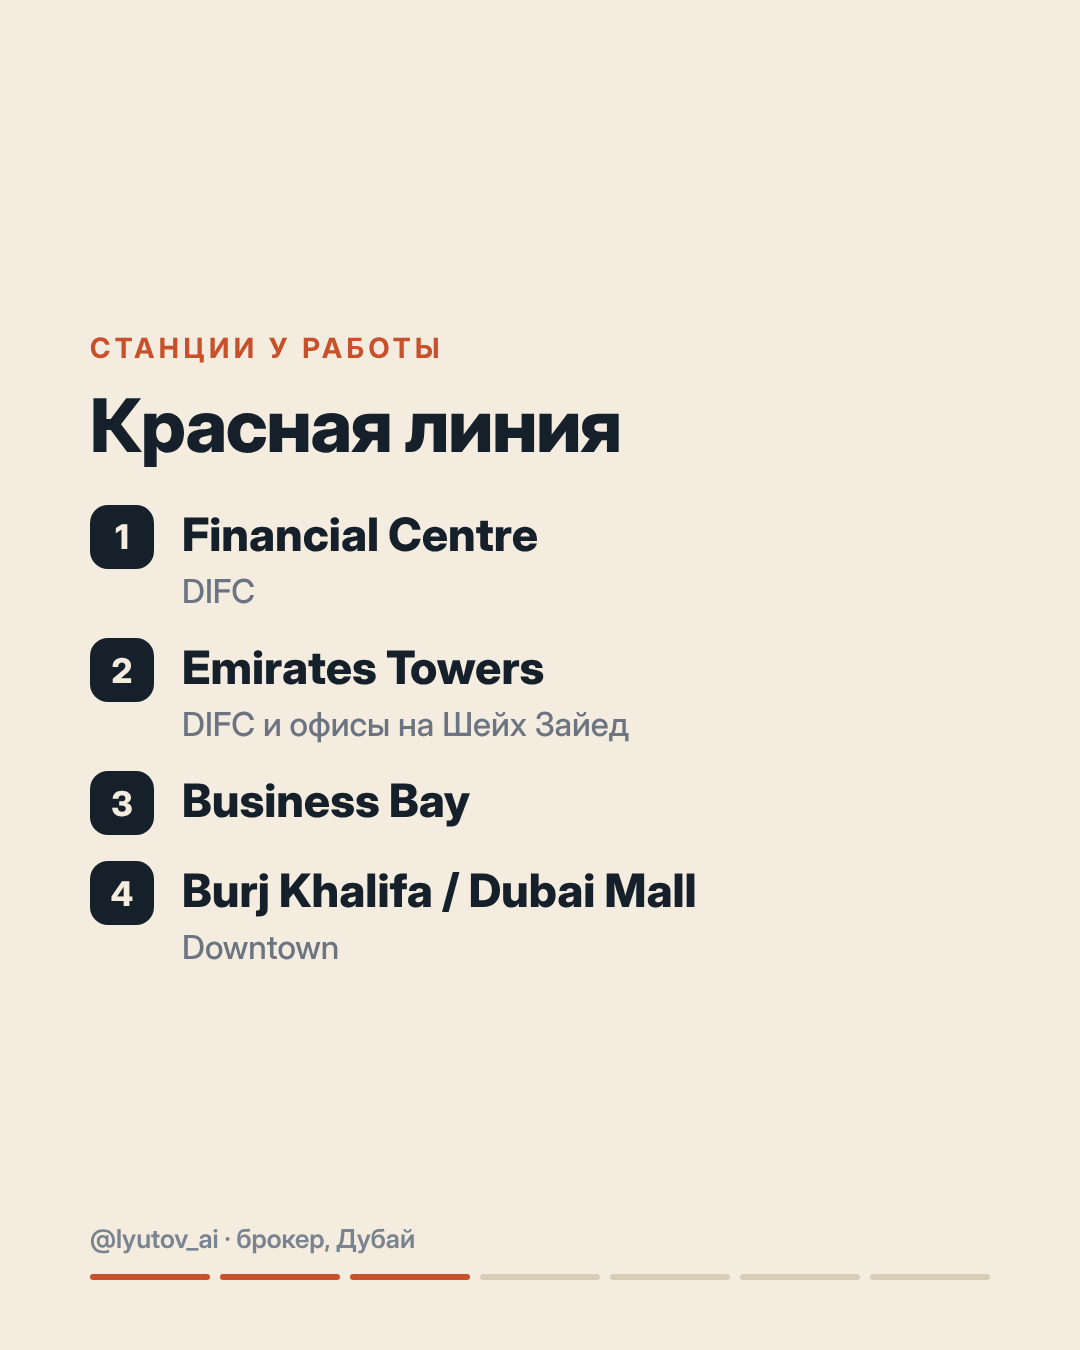 СТАНЦИИ У РАБОТЫ
Красная линия
1 Financial Centre
DIFC
2 Emirates Towers
DIFC и офисы на Шейх Зайед
3 Business Bay
4 Burj Khalifa / Dubai Mall
Downtown
@lyutov_ai · брокер, Дубай